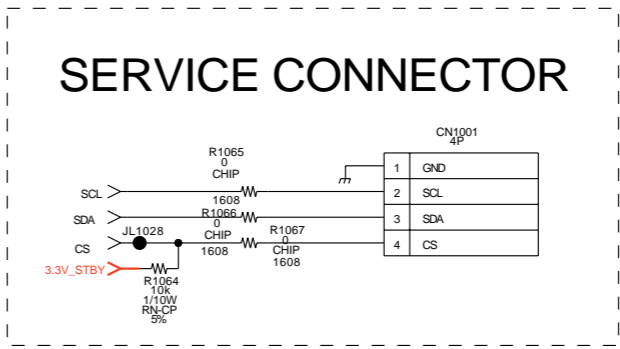 SERVICE CONNECTOR
CN1001
4P
R1065
0
CHIP
1608
1 GND
SCL
2 SCL
R1066
0
CHIP
1608
SDA
3 SDA
JL1028
R1067
0
CHIP
1608
CS
4 CS
3.3V_STBY
R1064
10k
1/10W
RN-CP
5%